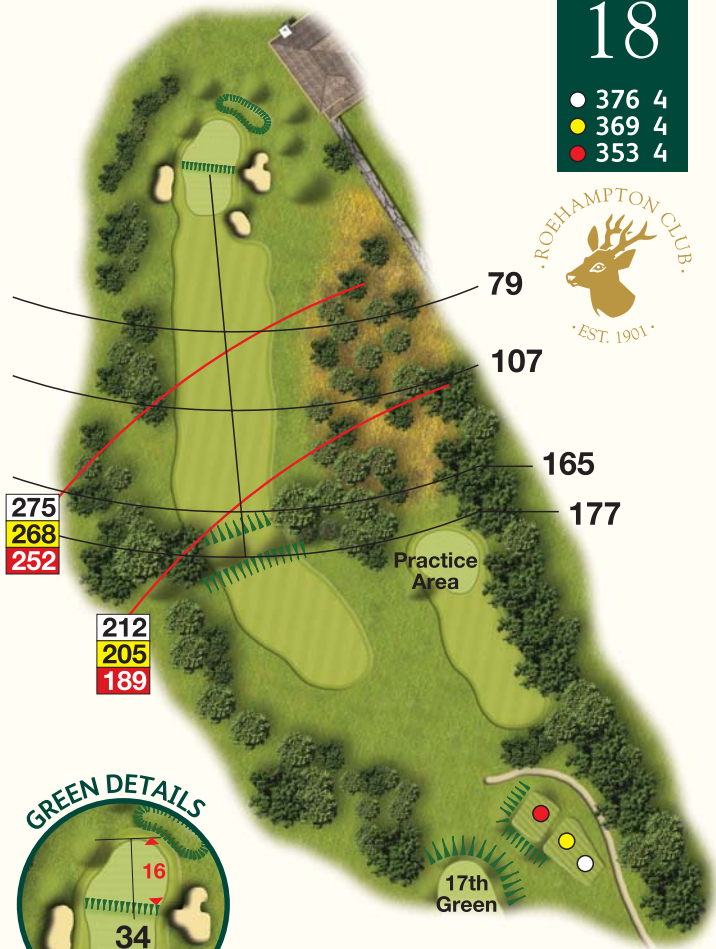 18
376 4
369 4
353 4
· ROEHAMPTON CLUB ·
· EST. 1901 ·
79
107
165
177
275
268
252
212
205
189
Practice
Area
17th
Green
GREEN DETAILS
16
34